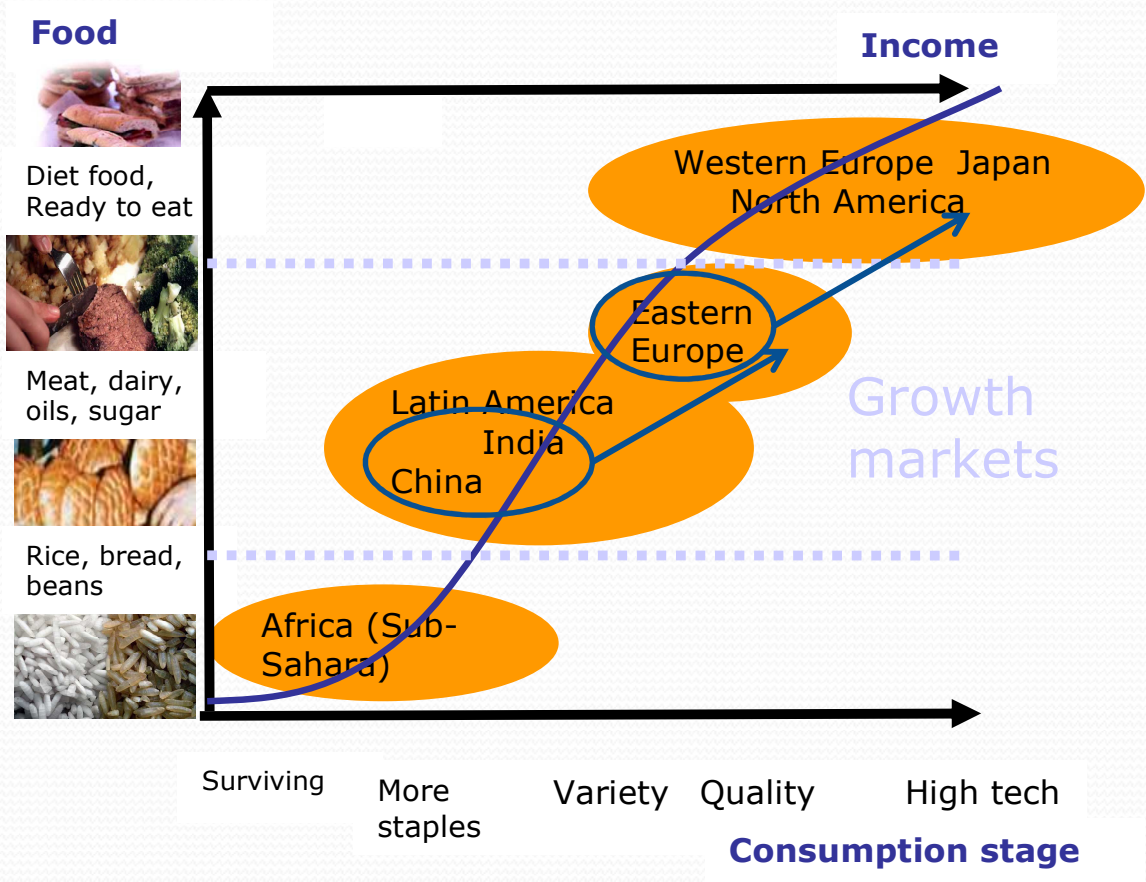 Food
Income
Diet food,
Ready to eat
Western Europe  Japan
North America
Eastern
Europe
Meat, dairy,
oils, sugar
Latin America
India
China
Growth
markets
Rice, bread,
beans
Africa (Sub-
Sahara)
Surviving
More
staples
Variety
Quality
High tech
Consumption stage